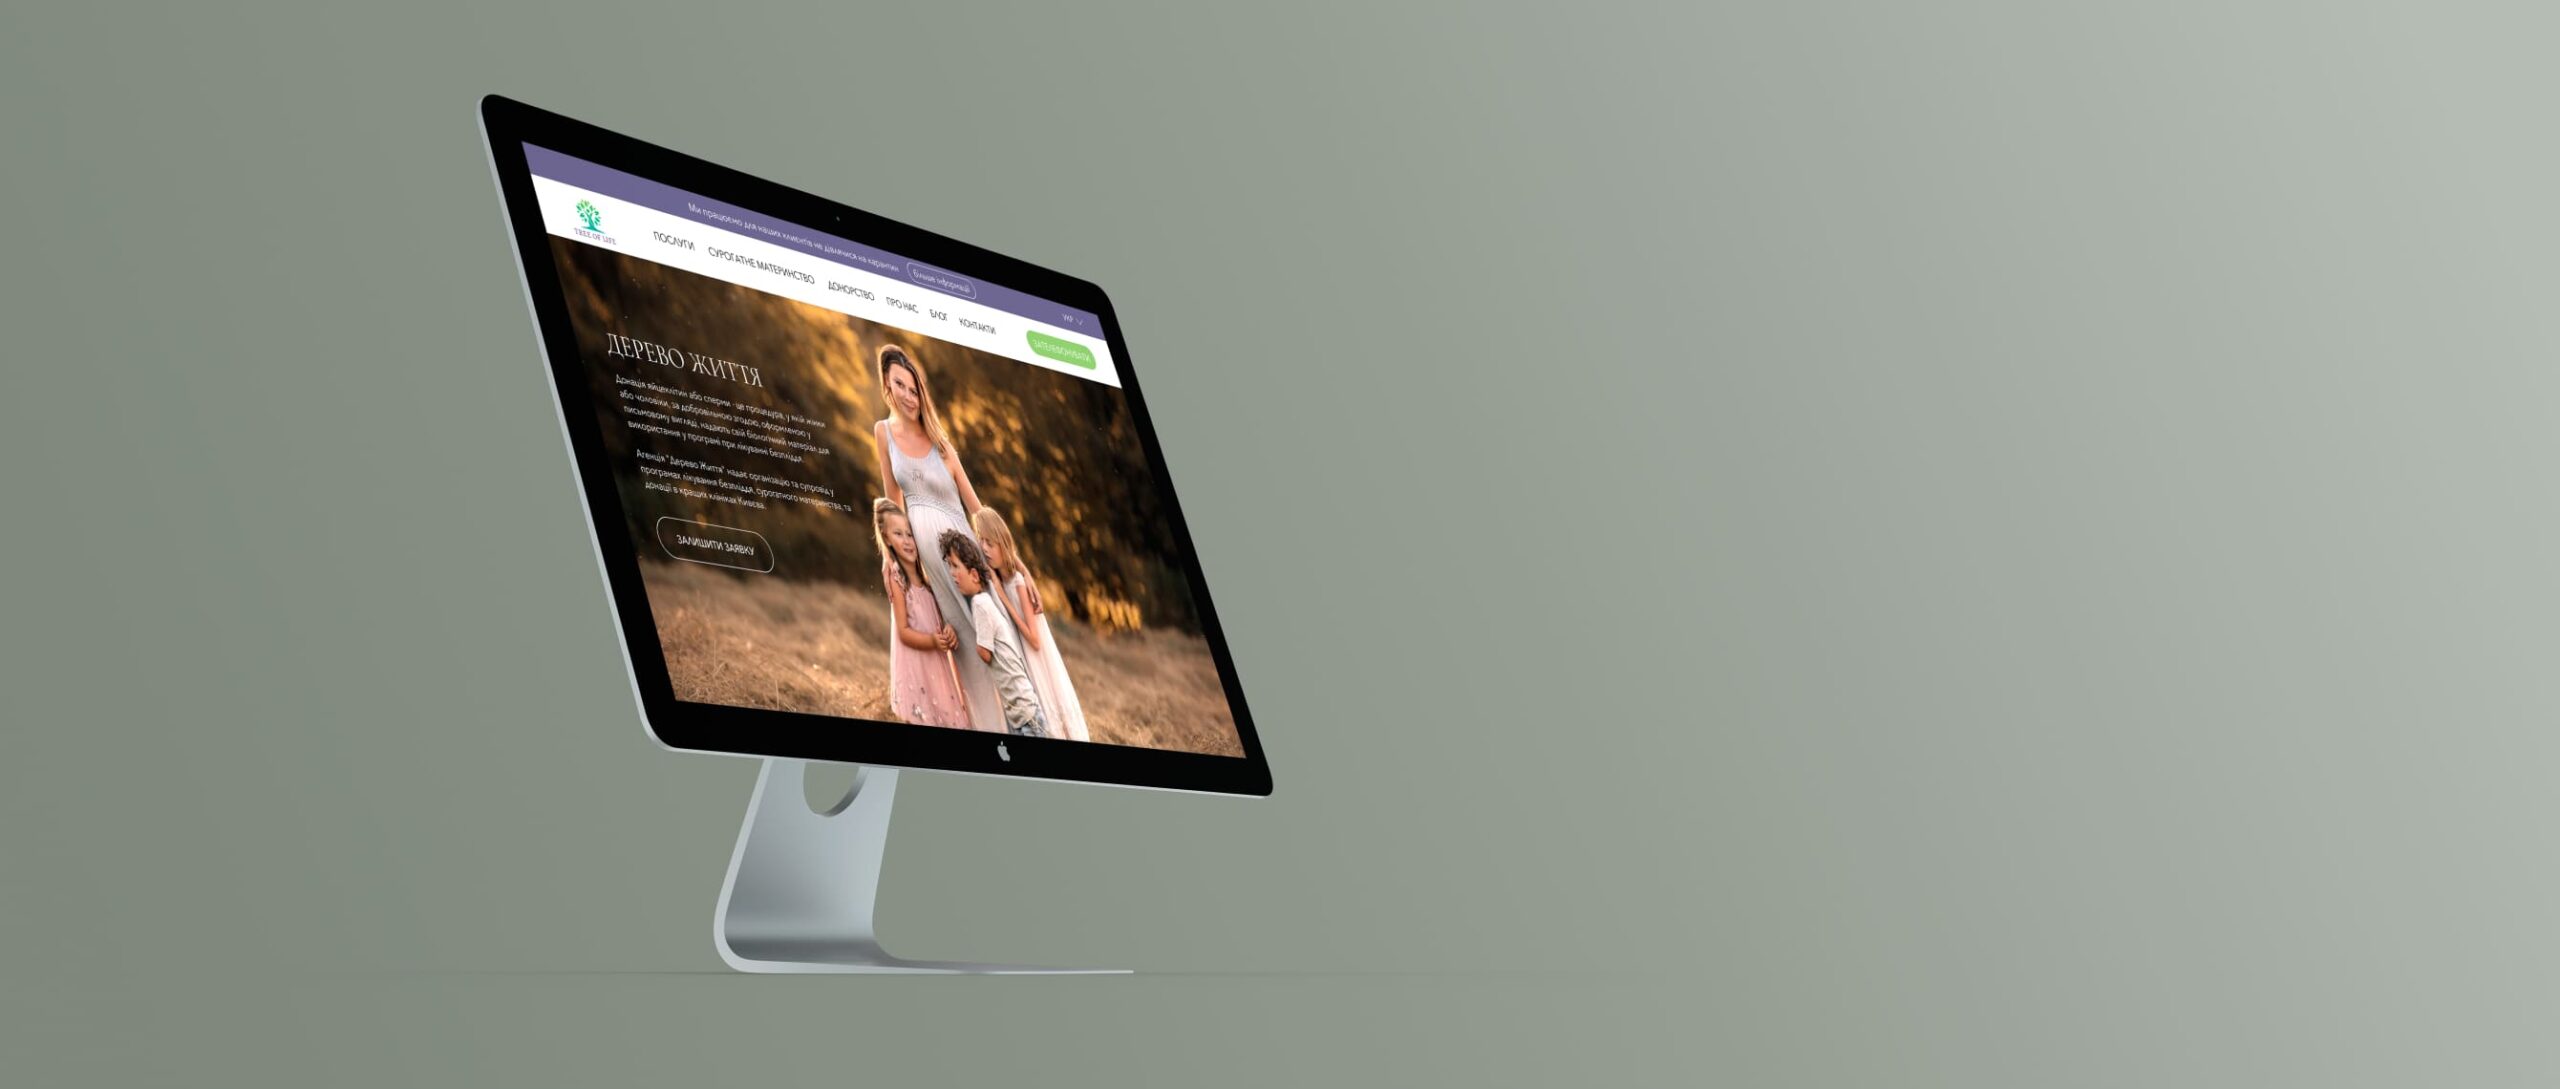 Ми працюємо для наших клієнтів не дивлячися на карантин
Більше інформації
УКР
TREE OF LIFE
ПОСЛУГИ
СУРОГАТНЕ МАТЕРИНСТВО
ДОНОРСТВО
ПРО НАС
БЛОГ
КОНТАКТИ
ЗАТЕЛЕФОНУВАТИ
ДЕРЕВО ЖИТТЯ
Донація яйцеклітин або сперми - це процедура, у якій жінки
або чоловіки, за добровільною згодою, оформленою у
письмовому вигляді, надають свій біологічний матеріал для
використання у програмі при лікуванні безпліддя.
Агенція "Дерево Життя" надає організацію та супровід у
програмах лікування безпліддя, сурогатного материнства, та
донації в кращих клініках Києва.
ЗАЛИШИТИ ЗАЯВКУ